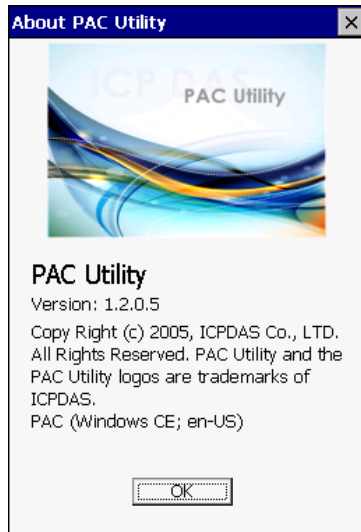 About PAC Utility
ICP DAS
PAC Utility
PAC Utility
Version: 1.2.0.5
Copy Right (c) 2005, ICPDAS Co., LTD.
All Rights Reserved. PAC Utility and the
PAC Utility logos are trademarks of
ICPDAS.
PAC (Windows CE; en-US)
OK